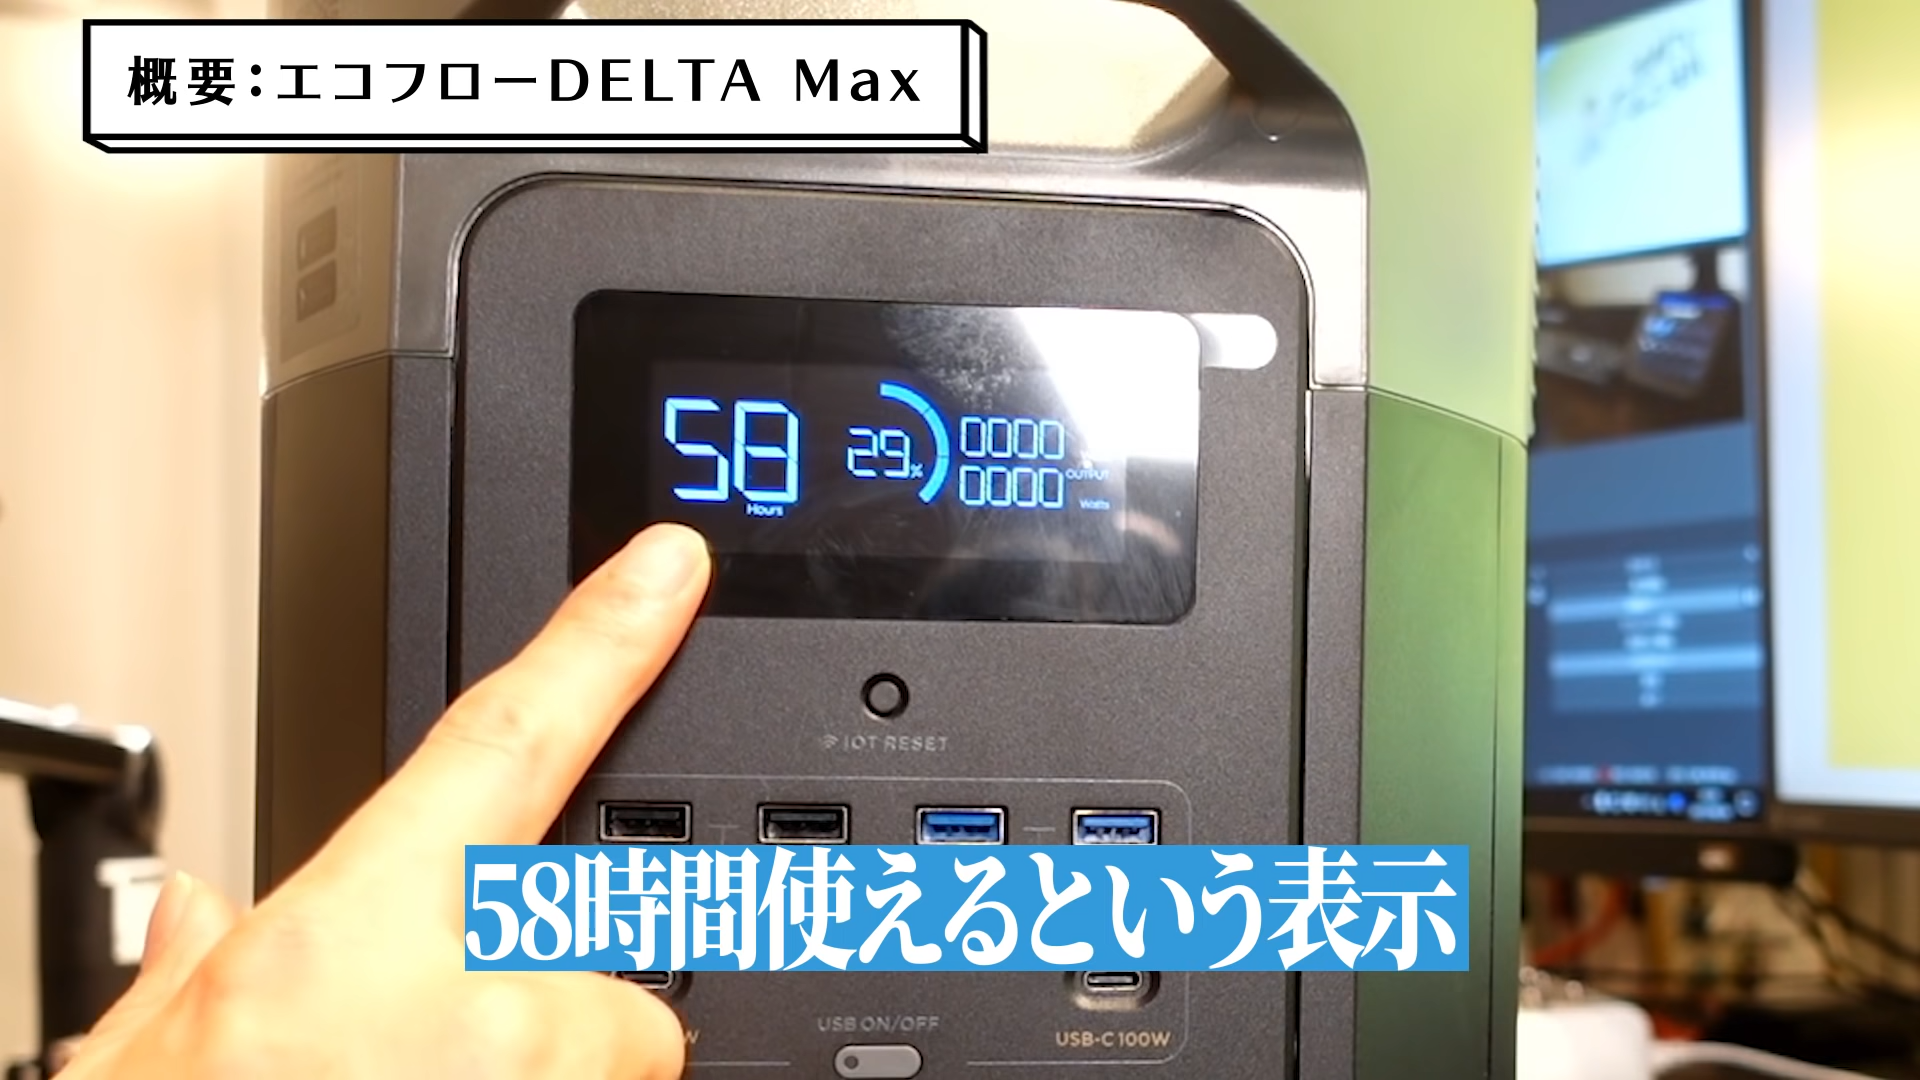 概要：エコフローDELTA Max
58
Hours
29%
0000
0000
OUTPUT
Watts
IOT RESET
58時間使えるという表示
USB ON/OFF
USB-C 100W